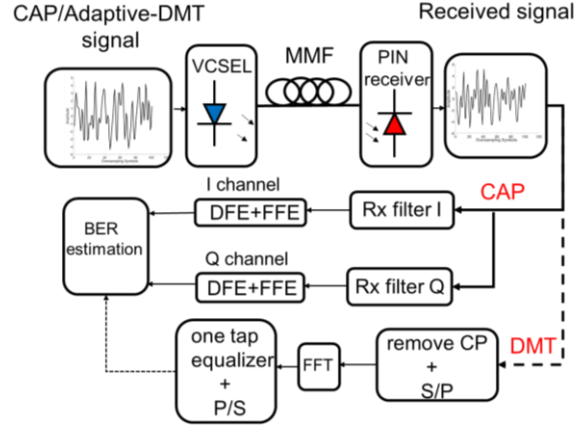 CAP/Adaptive-DMT
signal
Received signal
VCSEL
MMF
PIN
receiver
I channel
DFE+FFE
Rx filter I
CAP
BER
estimation
Q channel
DFE+FFE
Rx filter Q
one tap
equalizer
+
P/S
FFT
remove CP
+
S/P
DMT